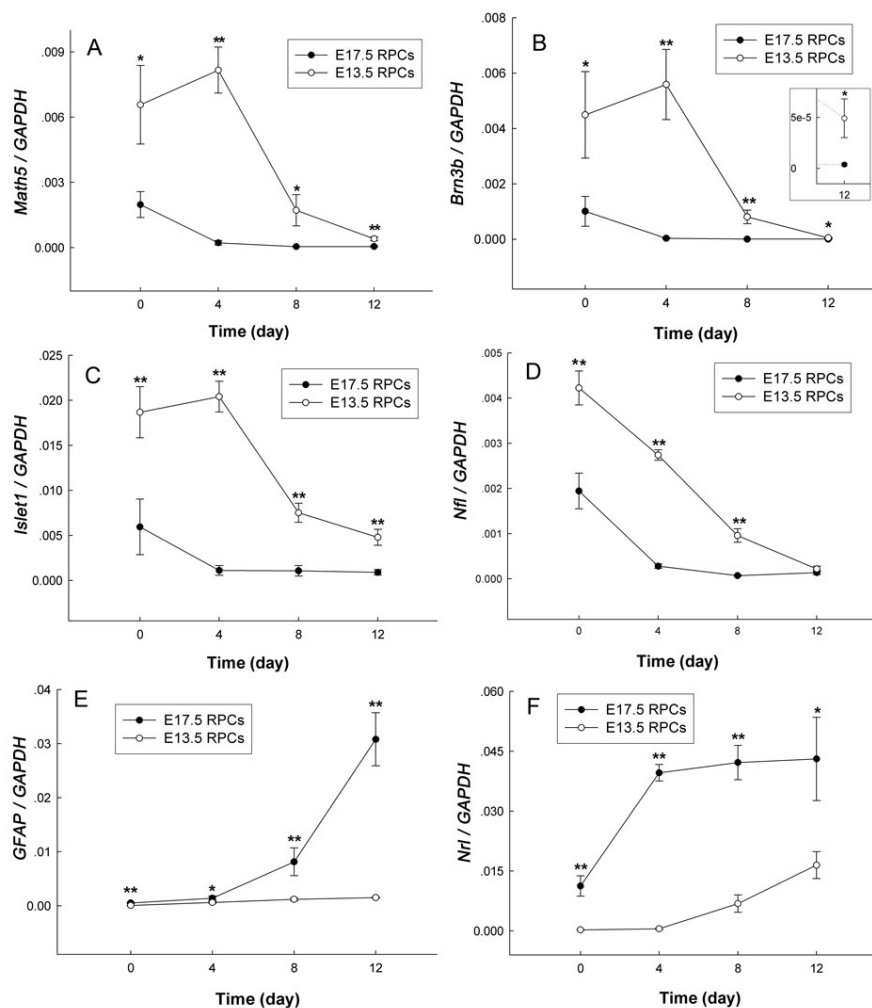 A
E17.5 RPCs
E13.5 RPCs
Math5 / GAPDH
.009
.006
.003
0.000
* ** * **
0 4 8 12
Time (day)
B
E17.5 RPCs
E13.5 RPCs
Brn3b / GAPDH
0.008
0.006
0.004
0.002
0.000
* ** ** *
*
5e-5
0
12
0 4 8 12
Time (day)
C
E17.5 RPCs
E13.5 RPCs
Islet1 / GAPDH
.025
.020
.015
.010
.005
0.000
** ** ** **
0 4 8 12
Time (day)
D
E17.5 RPCs
E13.5 RPCs
Nfl / GAPDH
.005
.004
.003
.002
.001
.000
** ** **
0 4 8 12
Time (day)
E
E17.5 RPCs
E13.5 RPCs
GFAP / GAPDH
.04
.03
.02
.01
0.00
** * ** **
0 4 8 12
Time (day)
F
E17.5 RPCs
E13.5 RPCs
Nrl / GAPDH
.060
.045
.030
.015
0.000
** ** ** *
0 4 8 12
Time (day)